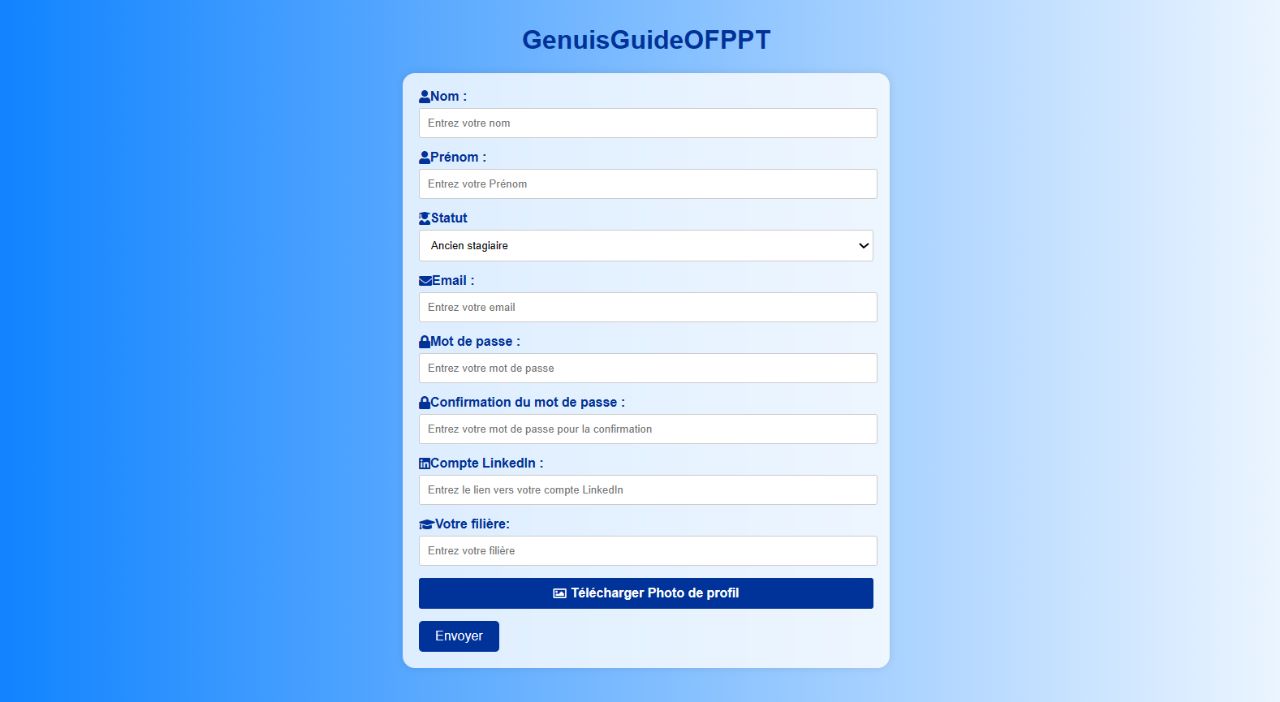 GenuisGuideOFPPT
Nom :
Entrez votre nom
Prénom :
Entrez votre Prénom
Statut
Ancien stagiaire
Email :
Entrez votre email
Mot de passe :
Entrez votre mot de passe
Confirmation du mot de passe :
Entrez votre mot de passe pour la confirmation
Compte LinkedIn :
Entrez le lien vers votre compte LinkedIn
Votre filière:
Entrez votre filière
Télécharger Photo de profil
Envoyer